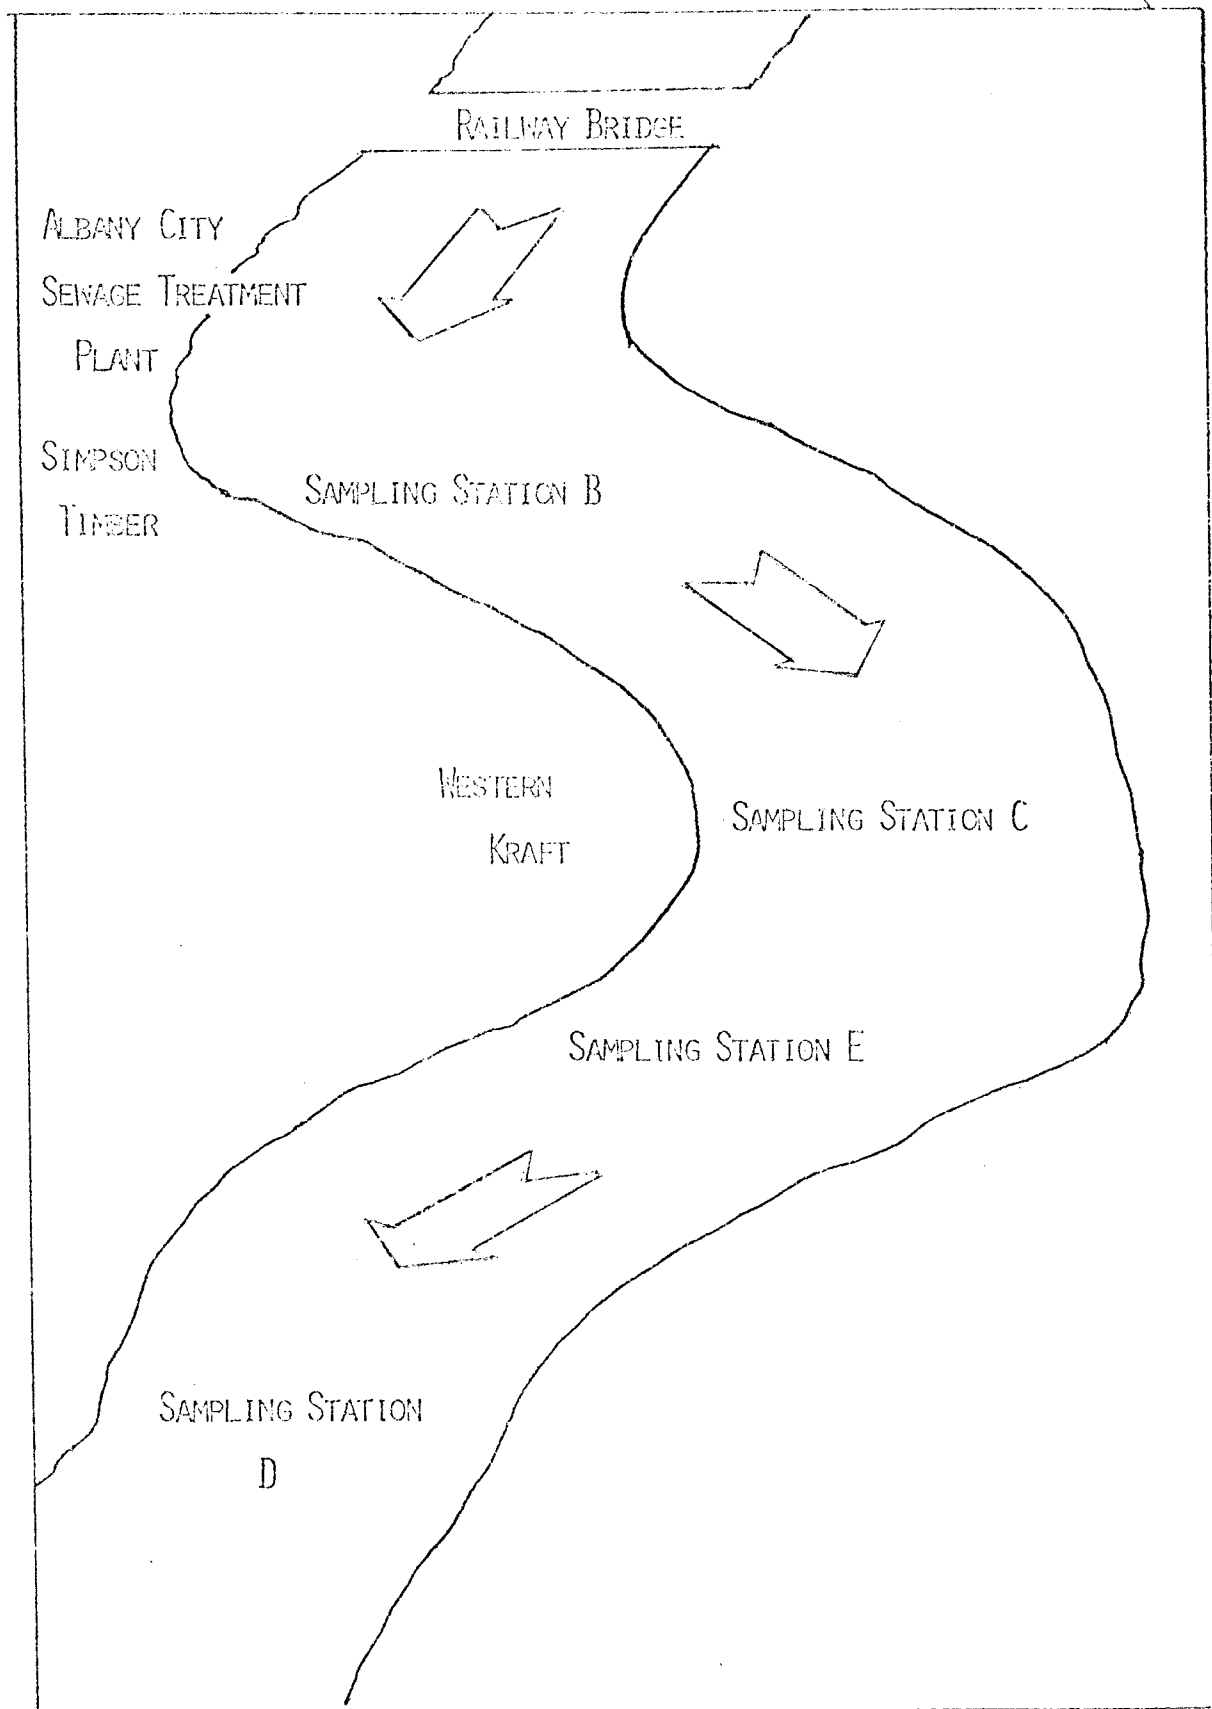 RAILWAY BRIDGE
ALBANY CITY
SEWAGE TREATMENT
PLANT
SIMPSON
TIMBER
SAMPLING STATION B
WESTERN
KRAFT
SAMPLING STATION C
SAMPLING STATION E
SAMPLING STATION
D